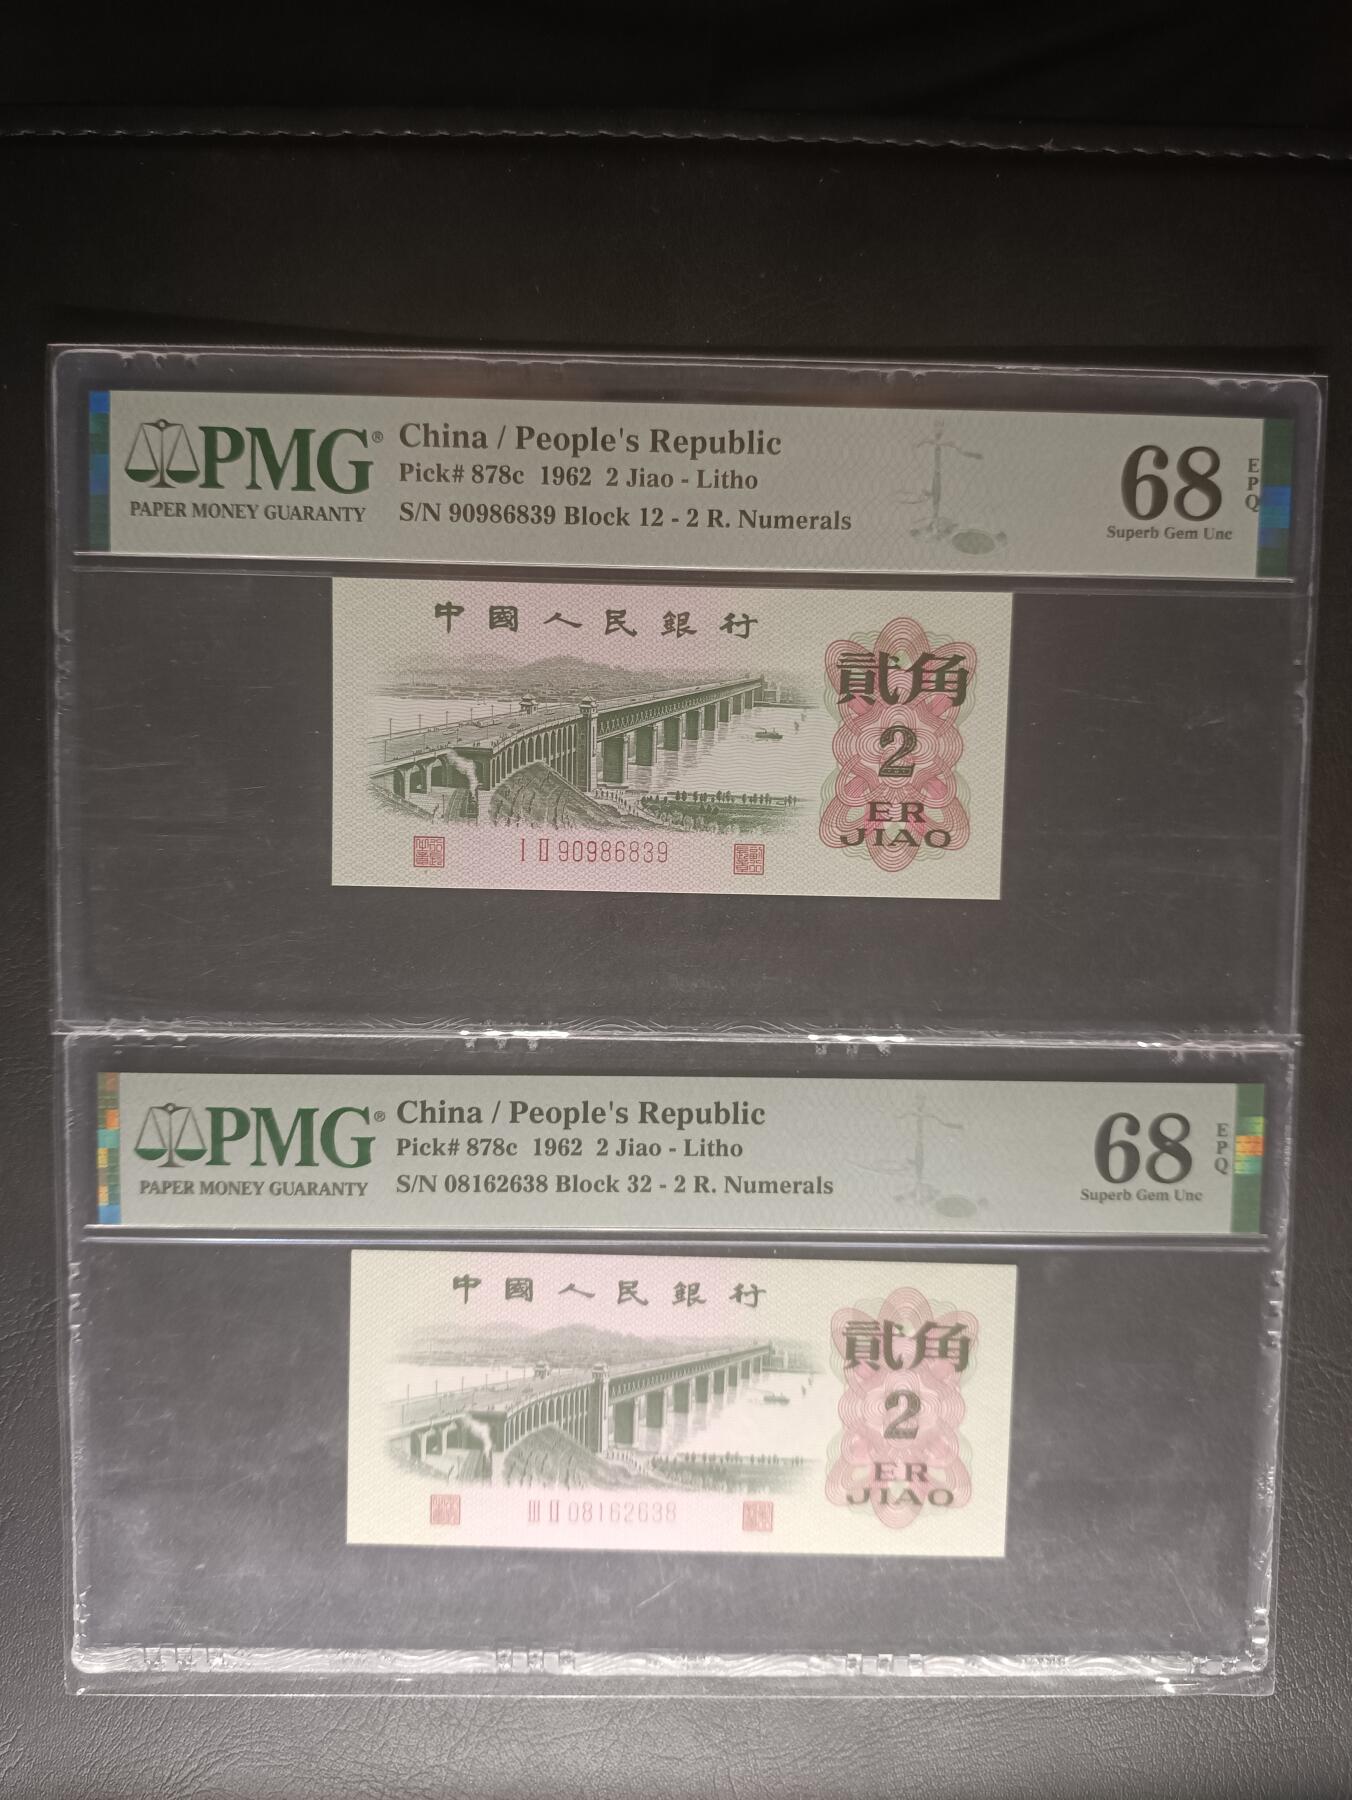 PMG®
PAPER MONEY GUARANTY
China / People's Republic
Pick# 878c 1962 2 Jiao - Litho
S/N 90986839 Block 12 - 2 R. Numerals
68
EPQ
Superb Gem Unc
中國人民銀行
貳角
2
ER
JIAO
I II 90986839
PMG®
PAPER MONEY GUARANTY
China / People's Republic
Pick# 878c 1962 2 Jiao - Litho
S/N 08162638 Block 32 - 2 R. Numerals
68
EPQ
Superb Gem Unc
中國人民銀行
貳角
2
ER
JIAO
III II 08162638